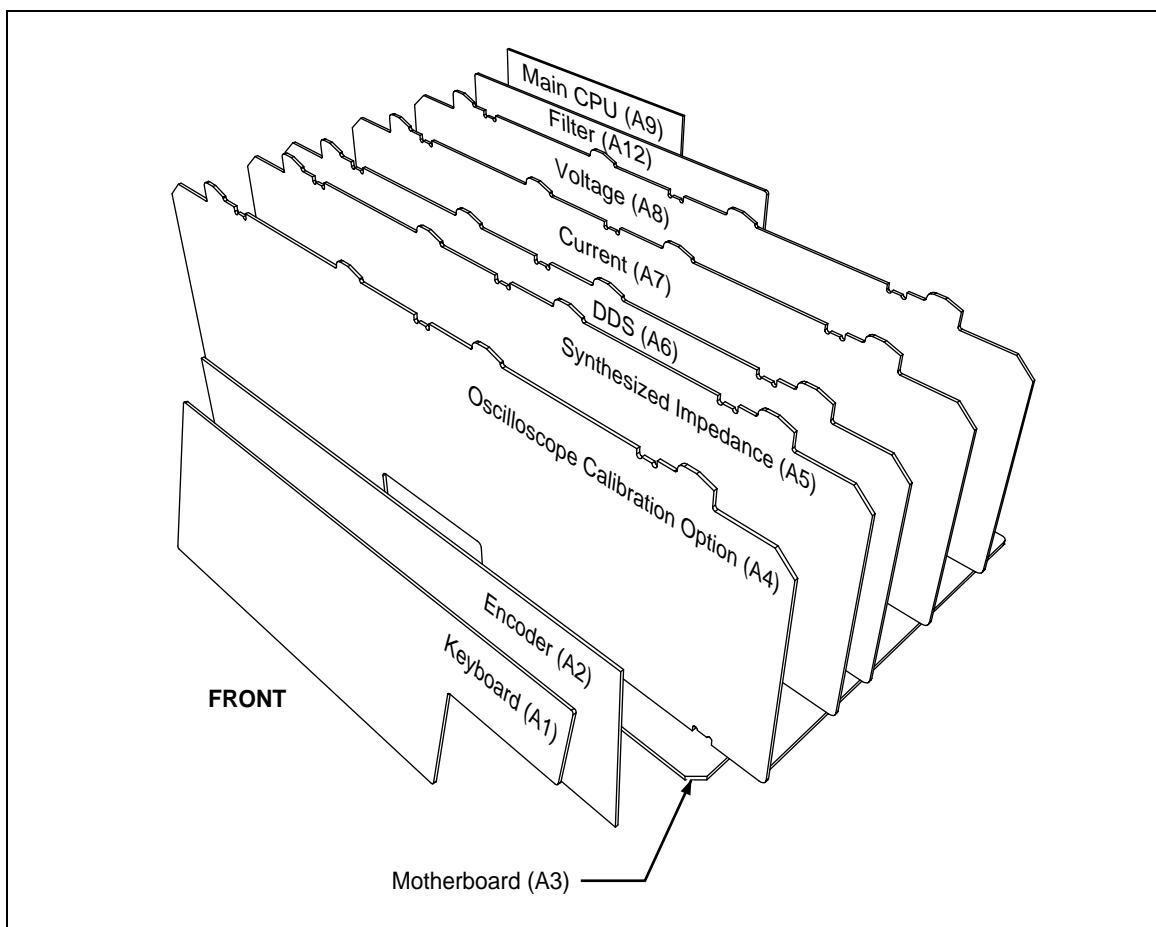 Main CPU (A9)
Filter (A12)
Voltage (A8)
Current (A7)
DDS (A6)
Synthesized Impedance (A5)
Oscilloscope Calibration Option (A4)
Encoder (A2)
Keyboard (A1)
FRONT
Motherboard (A3)